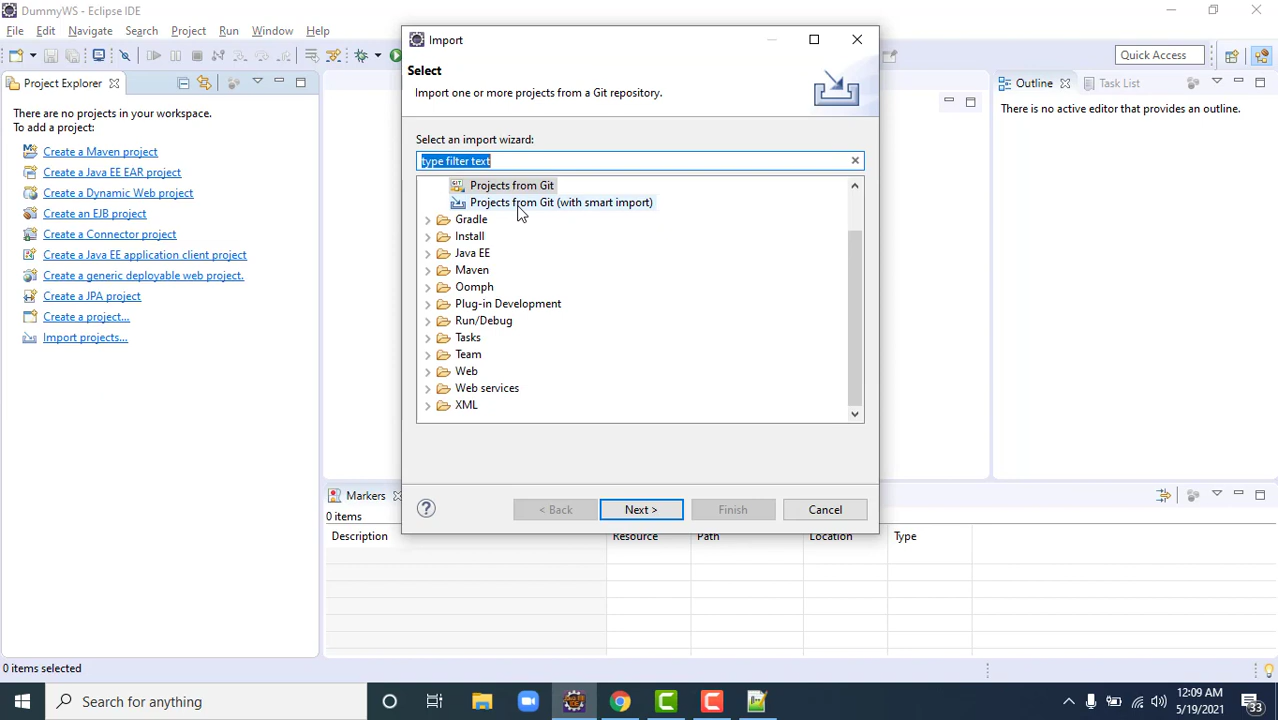 DummyWS - Eclipse IDE
File Edit Navigate Search Project Run Window Help
Quick Access
Project Explorer
There are no projects in your workspace.
To add a project:
Create a Maven project
Create a Java EE EAR project
Create a Dynamic Web project
Create an EJB project
Create a Connector project
Create a Java EE application client project
Create a generic deployable web project.
Create a JPA project
Create a project...
Import projects...
Import
Select
Import one or more projects from a Git repository.
Select an import wizard:
type filter text
GIT Projects from Git
Projects from Git (with smart import)
Gradle
Install
Java EE
Maven
Oomph
Plug-in Development
Run/Debug
Tasks
Team
Web
Web services
XML
? < Back Next > Finish Cancel
Outline
Task List
There is no active editor that provides an outline.
Markers
0 items
Description Resource Path Location Type
0 items selected
Search for anything
12:09 AM
5/19/2021
33